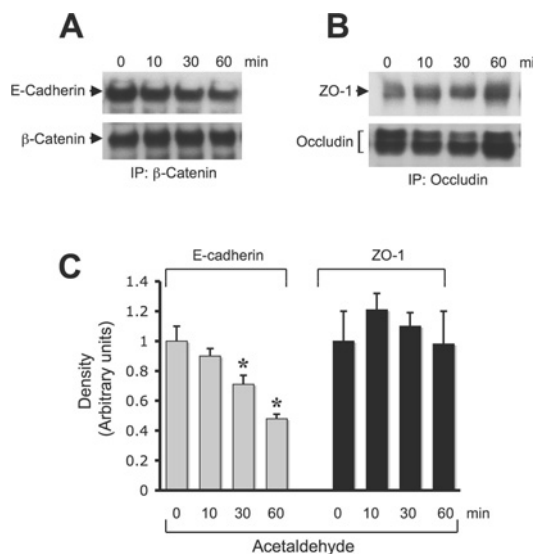 A
0 10 30 60 min
E-Cadherin
β-Catenin
IP: β-Catenin
B
0 10 30 60 mi
ZO-1
Occludin
IP: Occludin
C
E-cadherin ZO-1
Density
(Arbitrary units)
1.4
1.2
1
0.8
0.6
0.4
0.2
0
* *
0 10 30 60 0 10 30 60 min
Acetaldehyde